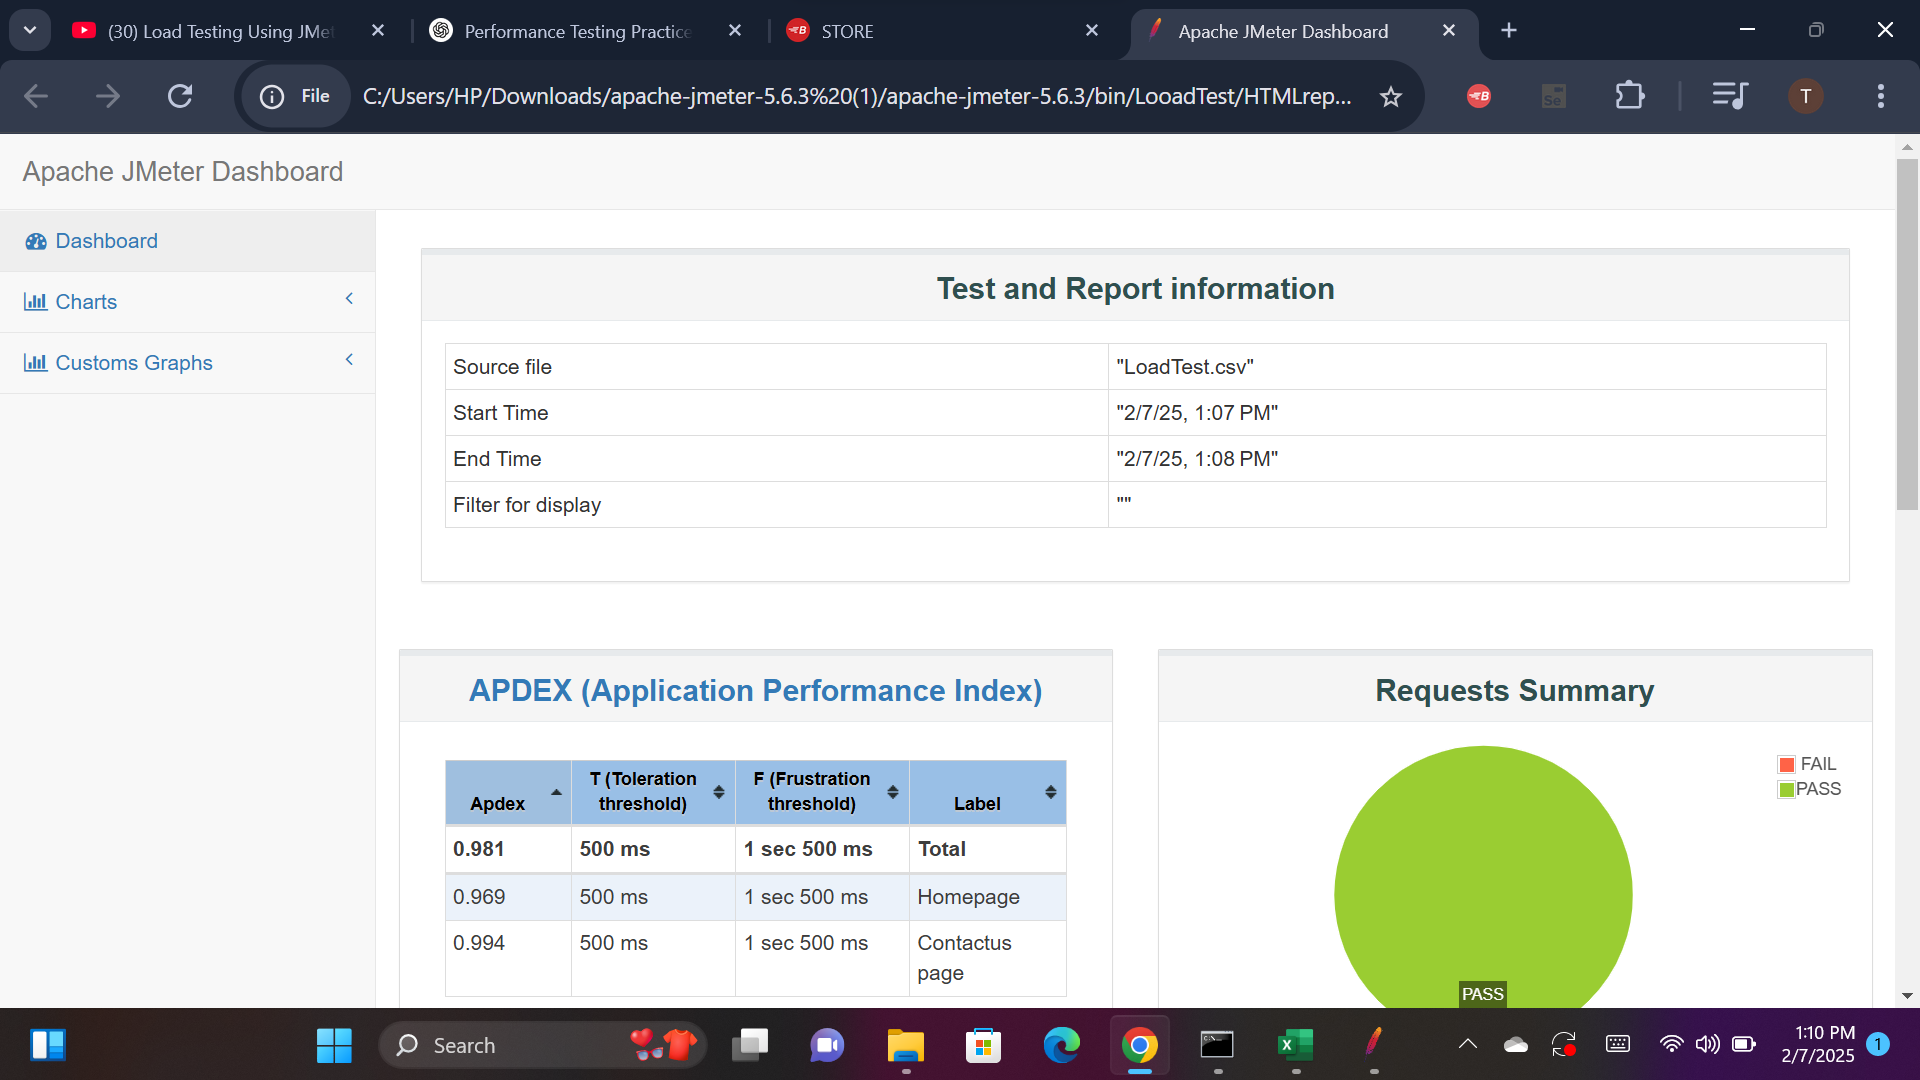 (30) Load Testing Using JMet
Performance Testing Practice
STORE
Apache JMeter Dashboard
File
C:/Users/HP/Downloads/apache-jmeter-5.6.3%20(1)/apache-jmeter-5.6.3/bin/LooadTest/HTMLrep...
B
Se
T
Apache JMeter Dashboard
Dashboard
Charts
Customs Graphs
Test and Report information
Source file "LoadTest.csv"
Start Time "2/7/25, 1:07 PM"
End Time "2/7/25, 1:08 PM"
Filter for display ""
APDEX (Application Performance Index)
Apdex
T (Toleration
threshold)
F (Frustration
threshold)
Label
0.981 500 ms 1 sec 500 ms Total
0.969 500 ms 1 sec 500 ms Homepage
0.994 500 ms 1 sec 500 ms Contactus
page
Requests Summary
FAIL
PASS
PASS
Search
1:10 PM
2/7/2025
1